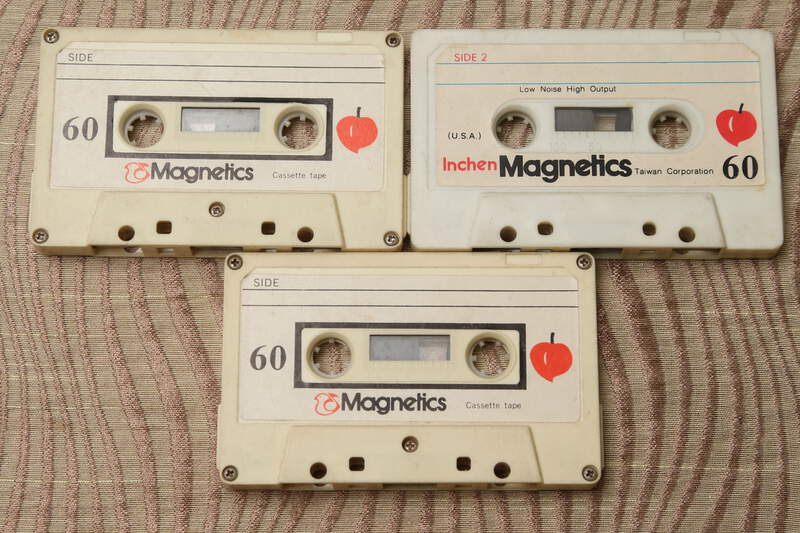 SIDE
60
Magnetics Cassette tape
SIDE 2
Low Noise High Output
(U.S.A.)
Inchen Magnetics Taiwan Corporation 60
SIDE
60
Magnetics Cassette tape